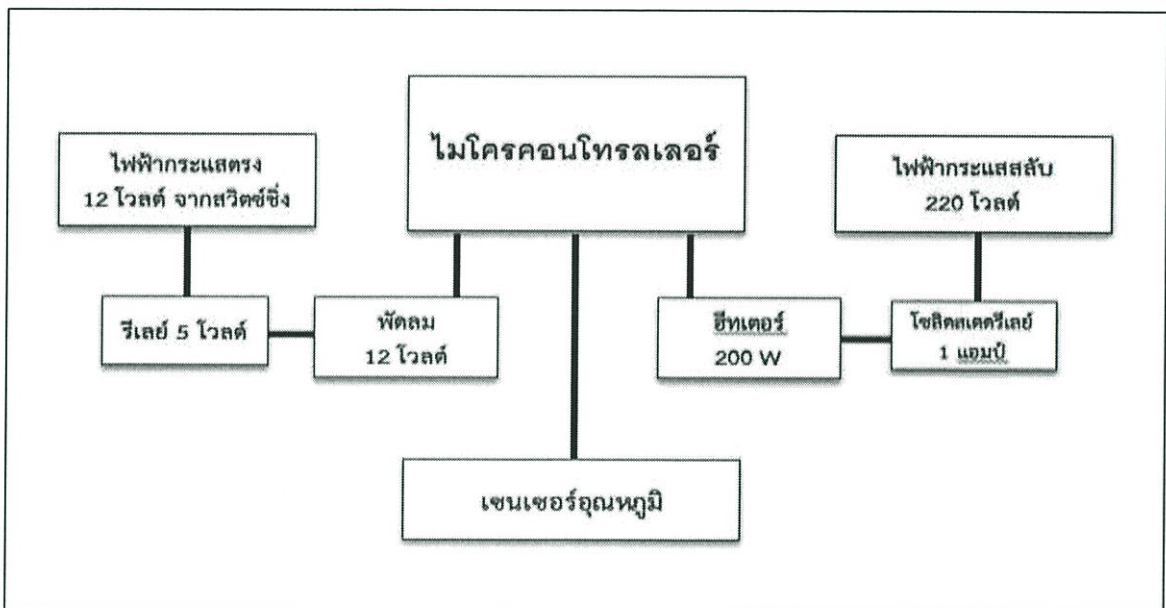 ไมโครคอนโทรลเลอร์
ไฟฟ้ากระแสตรง
12 โวลต์ จากสวิตซ์ชิ่ง
ไฟฟ้ากระแสสลับ
220 โวลต์
รีเลย์ 5 โวลต์
พัดลม
12 โวลต์
ฮีทเตอร์
200 W
โซลิดสเตตรีเลย์
1 แอมป์
เซนเซอร์อุณหภูมิ